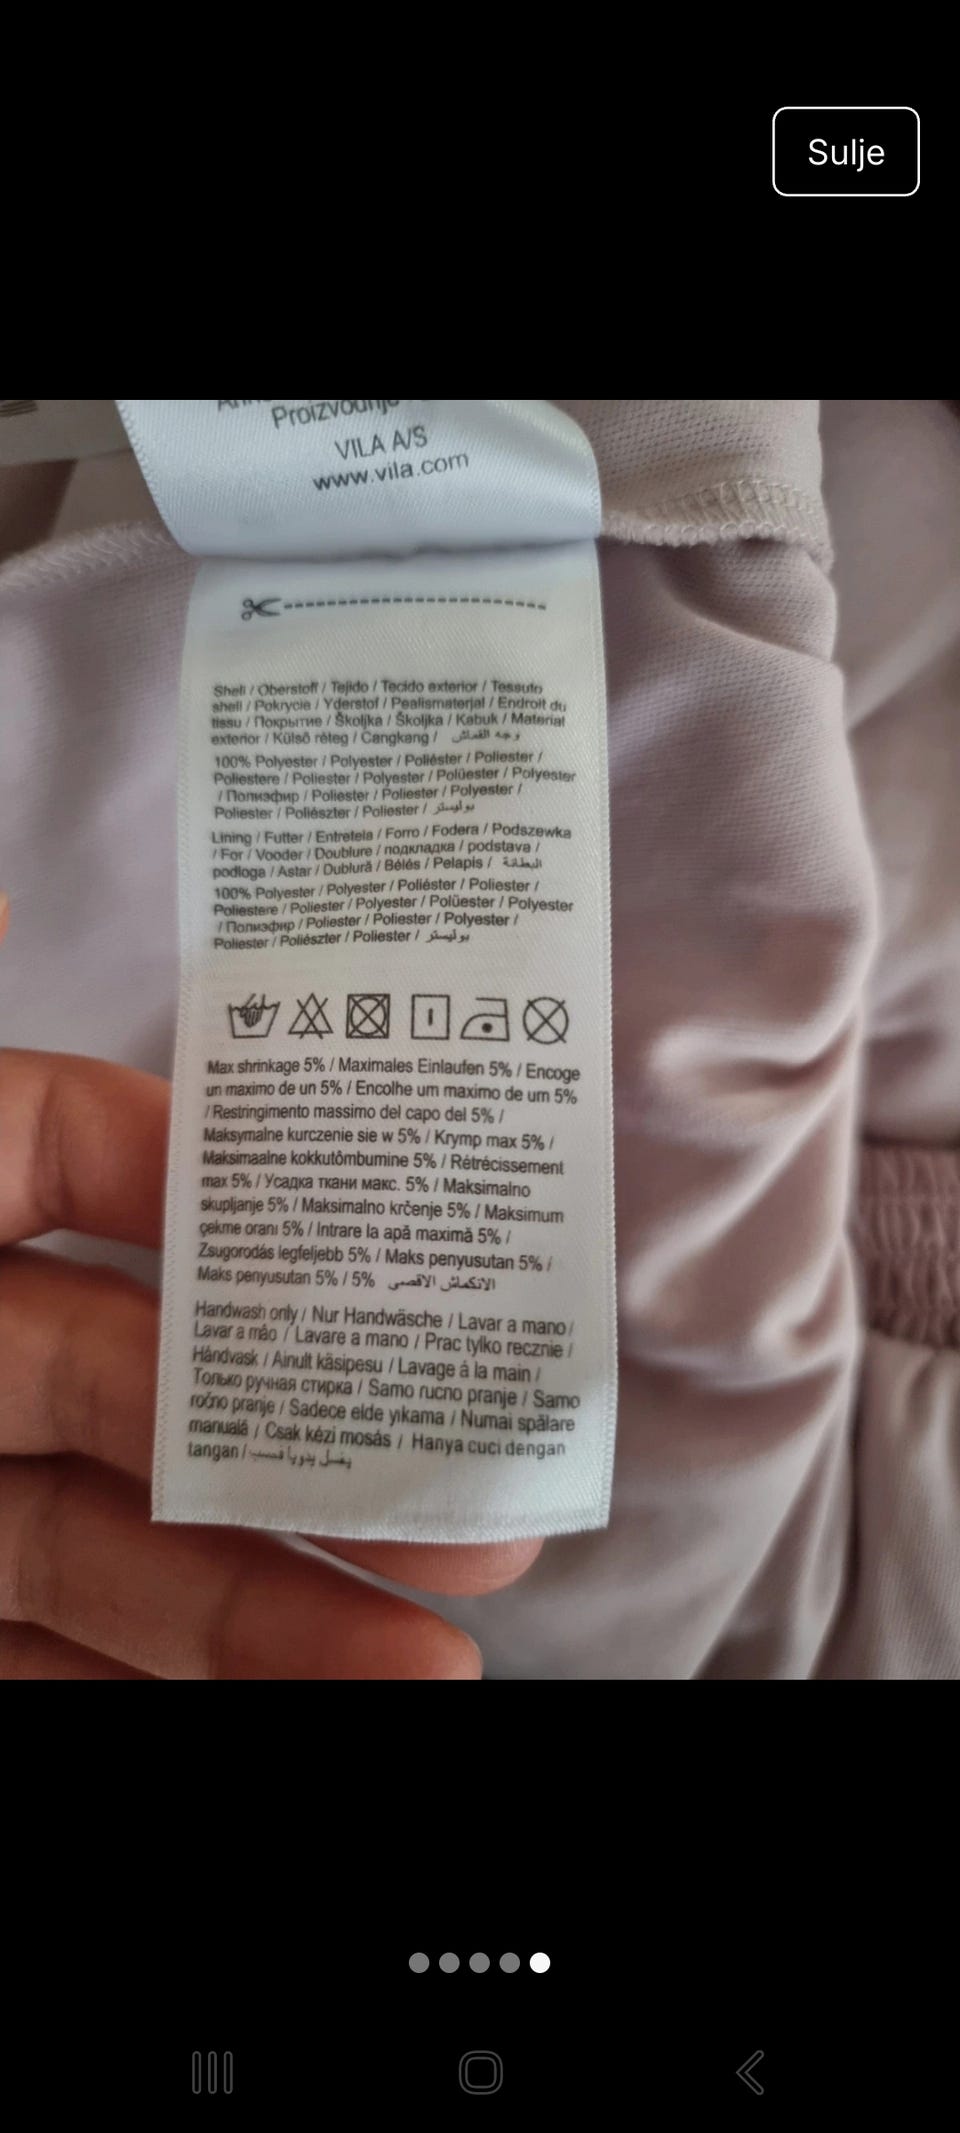 Sulje
Proizvodnje
VILA A/S
www.vila.com
Shell / Oberstoff / Tejido / Tecido exterior / Tessuto
shell / Pokrycie / Yderstof / Pealismaterjal / Endroit du
tissu / Покрытие / Školjka / Školjka / Kabuk / Material
exterior / Külső réteg / Cangkang / وجه القماش
100% Polyester / Polyester / Poliéster / Poliester /
Poliestere / Poliester / Polyester / Polüester / Polyester
/ Полиэфир / Poliester / Poliester / Polyester /
Poliester / Poliészter / Poliester / بوليستر
Lining / Futter / Entretela / Forro / Fodera / Podszewka
/ For / Vooder / Doublure / подкладка / podstava /
podloga / Astar / Dublură / Bélés / Pelapis / البطانة
100% Polyester / Polyester / Poliéster / Poliester /
Poliestere / Poliester / Polyester / Polüester / Polyester
/ Полиэфир / Poliester / Poliester / Polyester /
Poliester / Poliészter / Poliester / بوليستر
Max shrinkage 5% / Maximales Einlaufen 5% / Encoge
un maximo de un 5% / Encolhe um maximo de um 5%
/ Restringimento massimo del capo del 5% /
Maksymalne kurczenie sie w 5% / Krymp max 5% /
Maksimaalne kokkutõmbumine 5% / Rétrécissement
max 5% / Усадка ткани макс. 5% / Maksimalno
skupljanje 5% / Maksimalno krčenje 5% / Maksimum
çekme oranı 5% / Intrare la apă maximă 5% /
Zsugorodás legfeljebb 5% / Maks penyusutan 5% /
Maks penyusutan 5% / 5% الانكماش الاقصى
Handwash only / Nur Handwäsche / Lavar a mano /
Lavar a mão / Lavare a mano / Prac tylko recznie /
Håndvask / Ainult käsipesu / Lavage à la main /
Только ручная стирка / Samo rucno pranje / Samo
ročno pranje / Sadece elde yıkama / Numai spălare
manuală / Csak kézi mosás / Hanya cuci dengan
tangan / يغسل يدويا فحسب